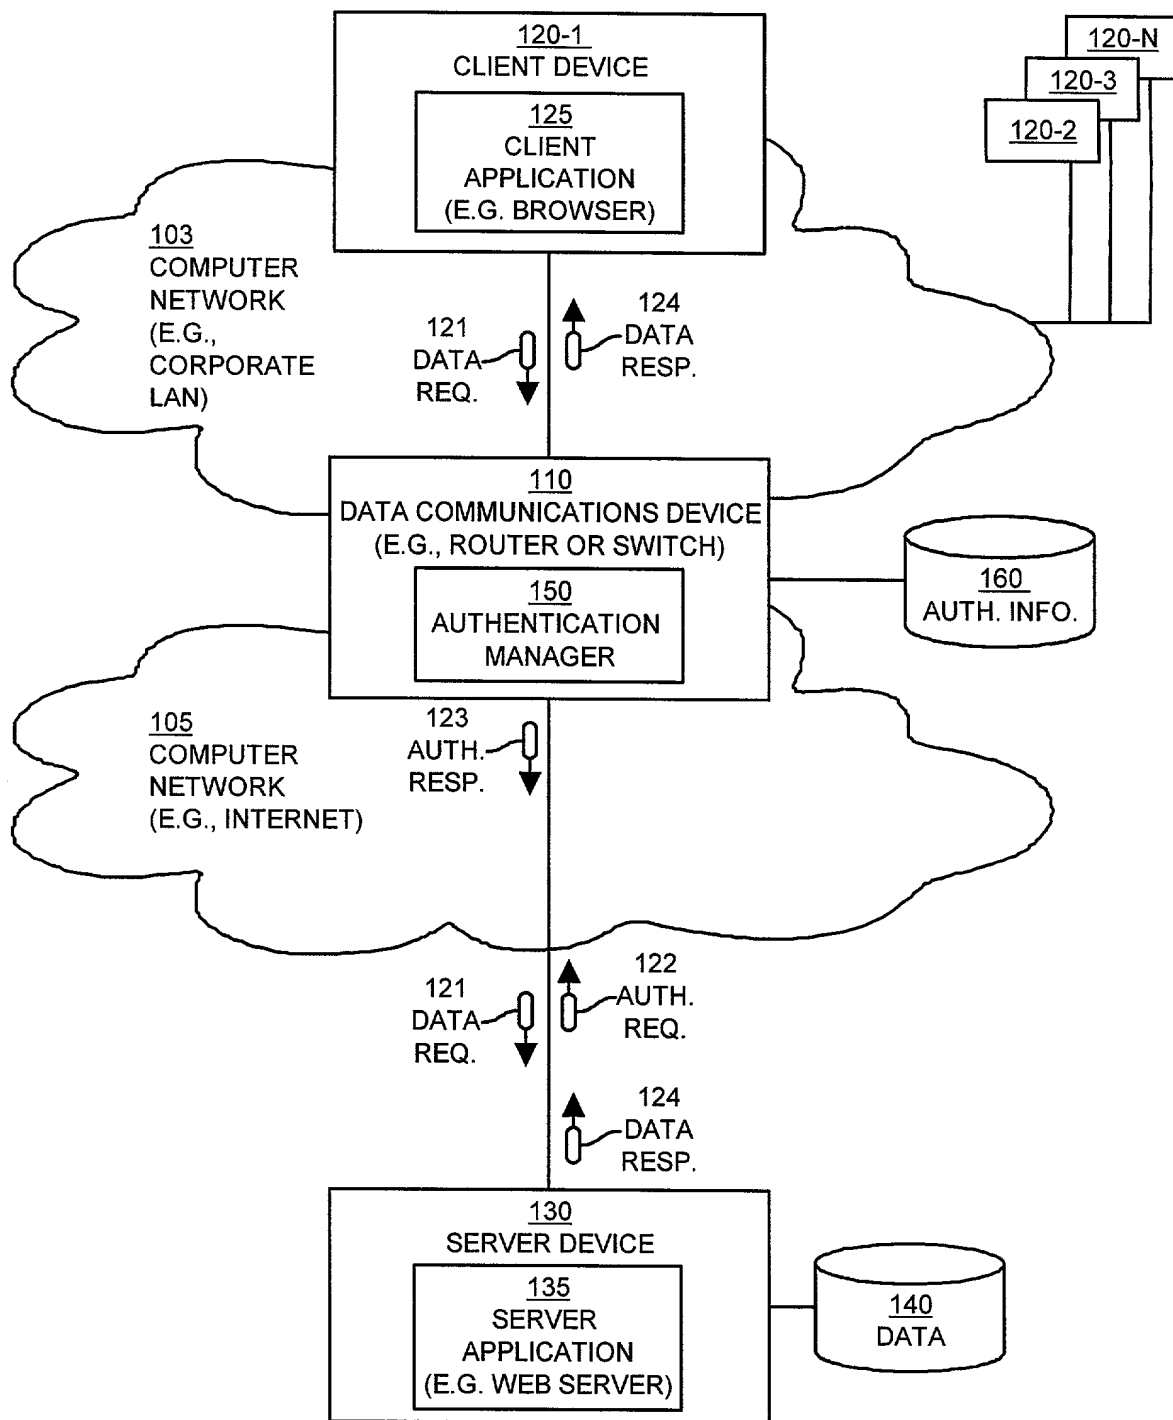 120-1
CLIENT DEVICE
125
CLIENT
APPLICATION
(E.G. BROWSER)
120-N
120-3
120-2
103
COMPUTER
NETWORK
(E.G.,
CORPORATE
LAN)
121
DATA
REQ.
124
DATA
RESP.
110
DATA COMMUNICATIONS DEVICE
(E.G., ROUTER OR SWITCH)
150
AUTHENTICATION
MANAGER
160
AUTH. INFO.
105
COMPUTER
NETWORK
(E.G., INTERNET)
123
AUTH.
RESP.
121
DATA
REQ.
122
AUTH.
REQ.
124
DATA
RESP.
130
SERVER DEVICE
135
SERVER
APPLICATION
(E.G. WEB SERVER)
140
DATA